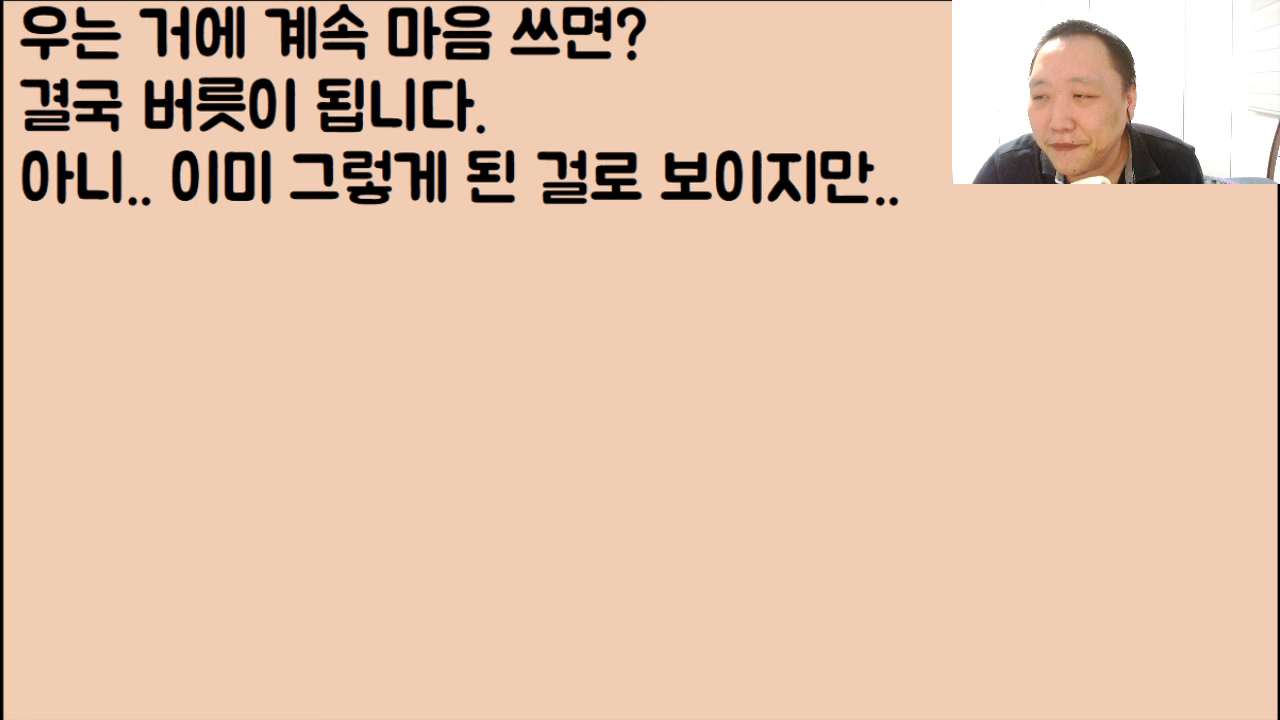 우는 거에 계속 마음 쓰면?
결국 버릇이 됩니다.
아니.. 이미 그렇게 된 걸로 보이지만..